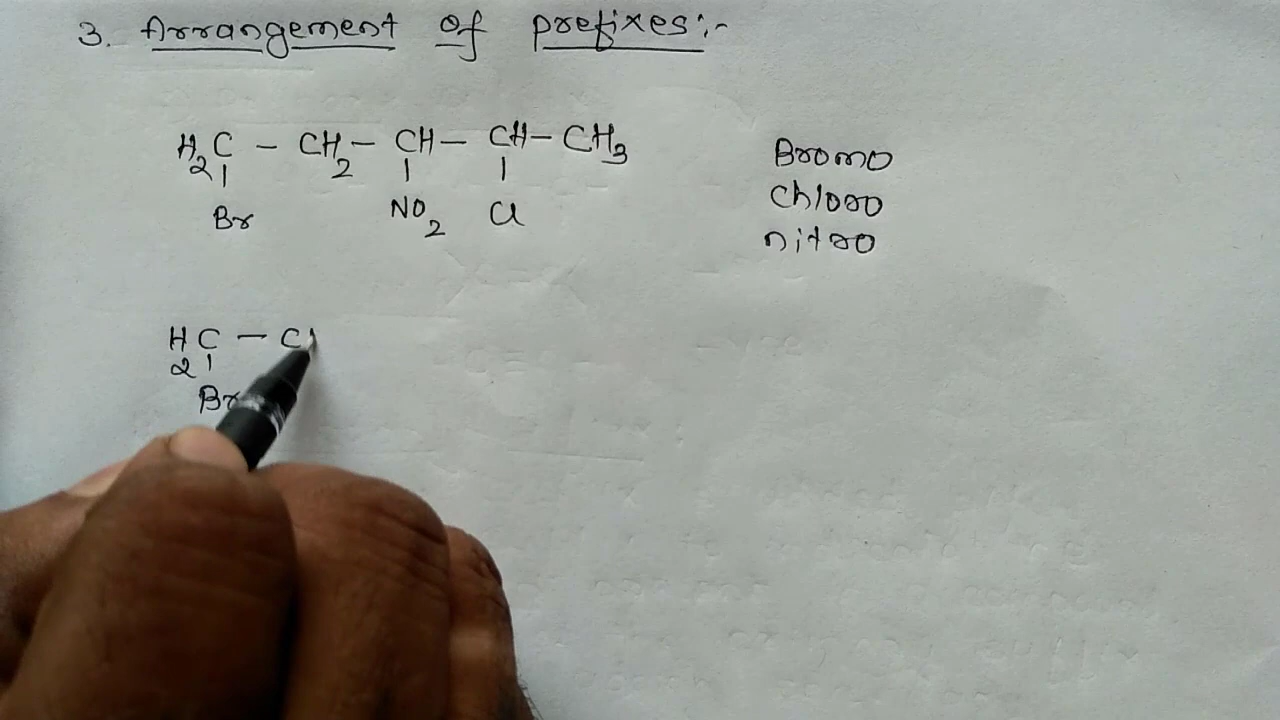 3. Arrangement of prefixes:-
H2C - CH2 - CH - CH - CH3
Br NO2 Cl
Bromo
Chloro
nitro
H2C - C
Br